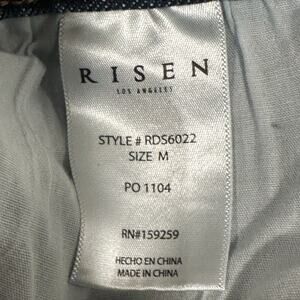 RISEN
LOS ANGELES
STYLE # RDS6022
SIZE M
PO 1104
RN#159259
HECHO EN CHINA
MADE IN CHINA